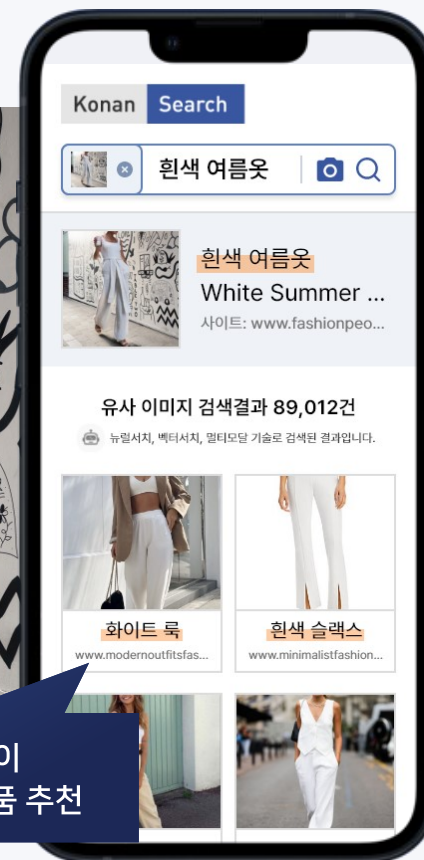 Konan Search
흰색 여름옷
흰색 여름옷
White Summer ...
사이트: www.fashionpeo...
유사 이미지 검색결과 89,012건
뉴럴서치, 벡터서치, 멀티모달 기술로 검색된 결과입니다.
화이트 룩
www.modernoutfitsfas...
흰색 슬랙스
www.minimalistfashion...
이
품 추천